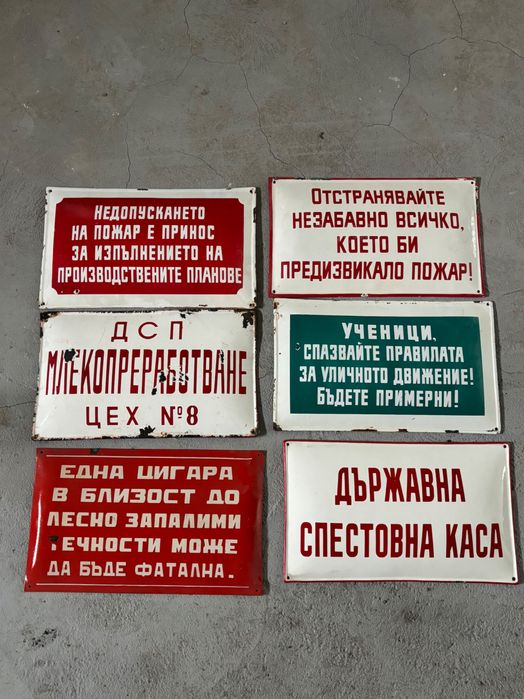 Недопускането
на пожар е принос
за изпълнението на
производствените планове
Отстранявайте
незабавно всичко,
което би
предизвикало пожар!
ДСП
МЛЕКОПРЕРАБОТВАНЕ
ЦЕХ №8
Ученици,
спазвайте правилата
за уличното движение!
Бъдете примерни!
ЕДНА ЦИГАРА
В БЛИЗОСТ ДО
ЛЕСНО ЗАПАЛИМИ
ТЕЧНОСТИ МОЖЕ
ДА БЪДЕ ФАТАЛНА.
ДЪРЖАВНА
СПЕСТОВНА КАСА